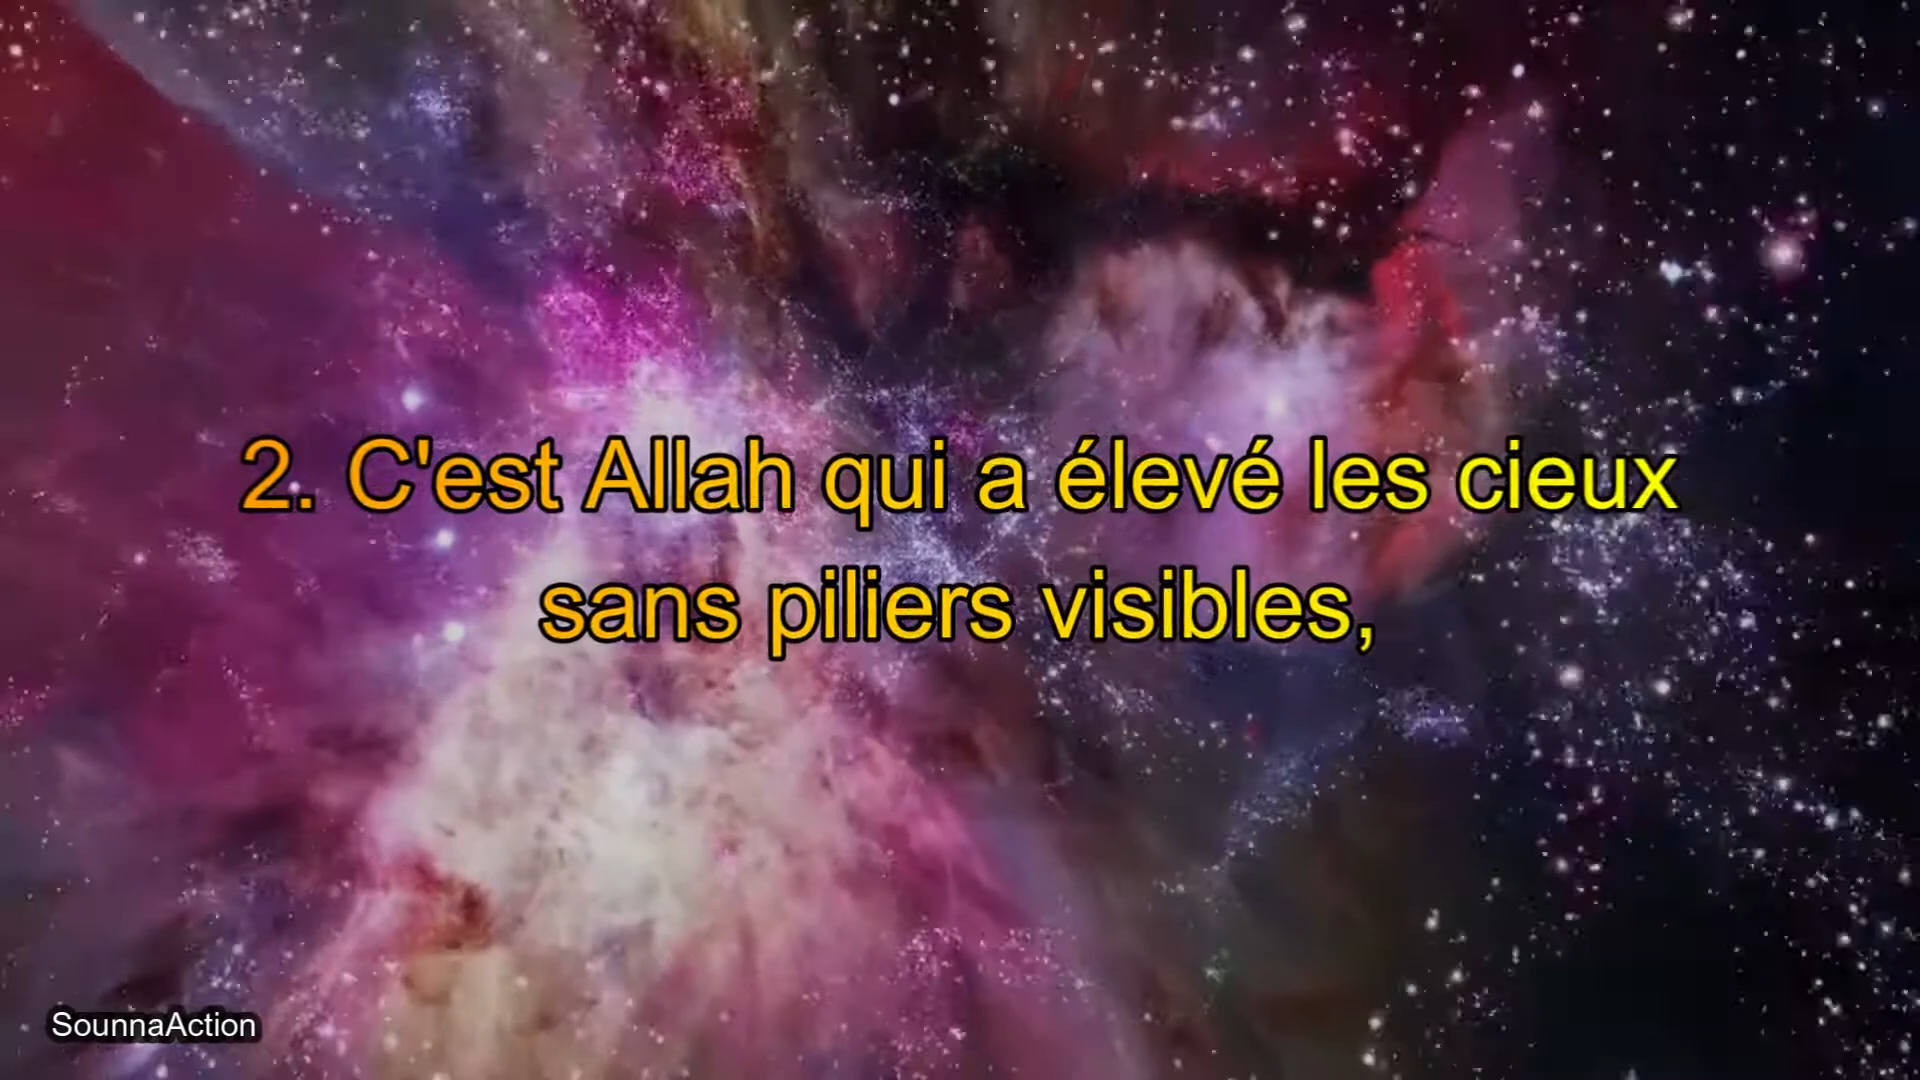 2. C'est Allah qui a élevé les cieux
sans piliers visibles,
SounnaAction